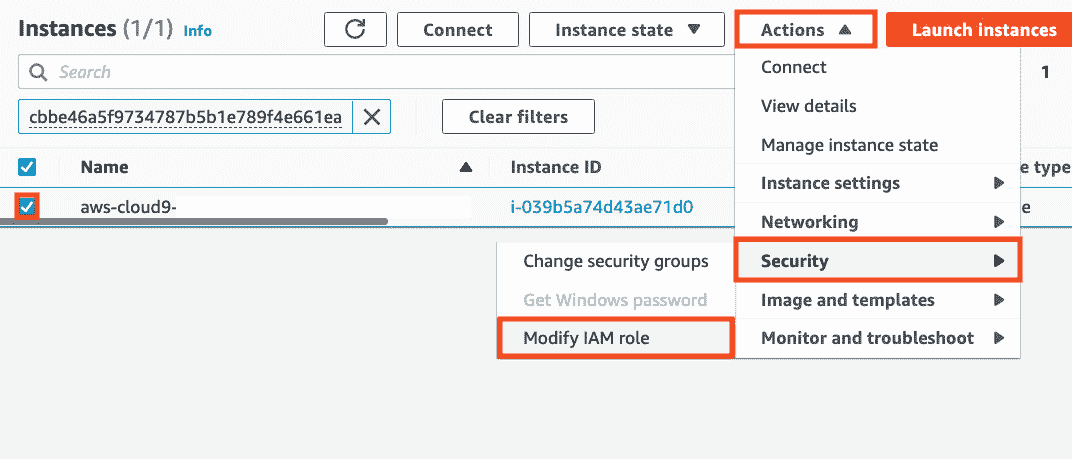 Instances (1/1) Info
Connect
Instance state
Actions
Launch instances
Search
1
cbbe46a5f9734787b5b1e789f4e661ea
Clear filters
Name
Instance ID
e type
aws-cloud9-
i-039b5a74d43ae71d0
e
Connect
View details
Manage instance state
Instance settings
Networking
Security
Image and templates
Monitor and troubleshoot
Change security groups
Get Windows password
Modify IAM role